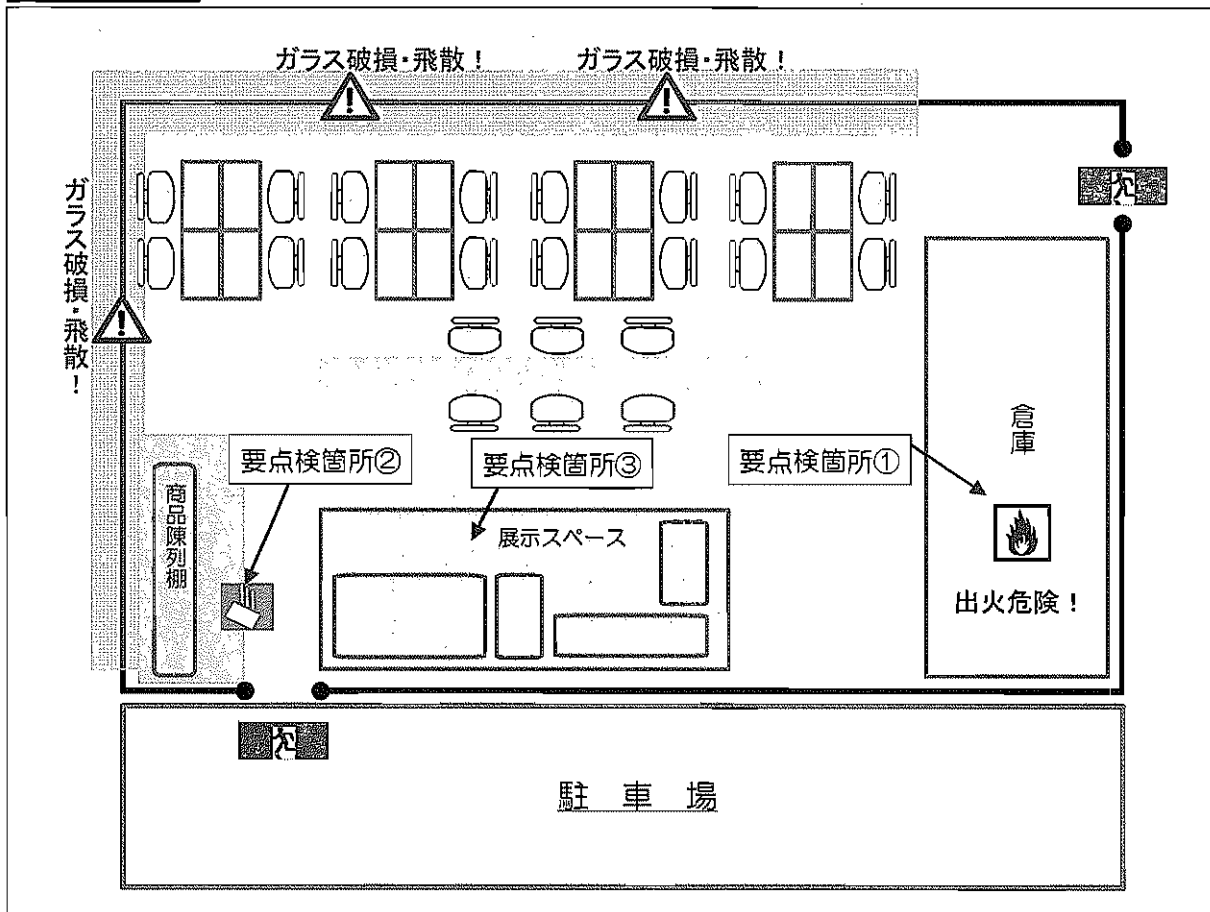 ガラス破損・飛散！
ガラス破損・飛散！
ガラス破損・飛散！
要点検箇所②
要点検箇所③
要点検箇所①
倉庫
商品陳列棚
展示スペース
出火危険！
駐車場